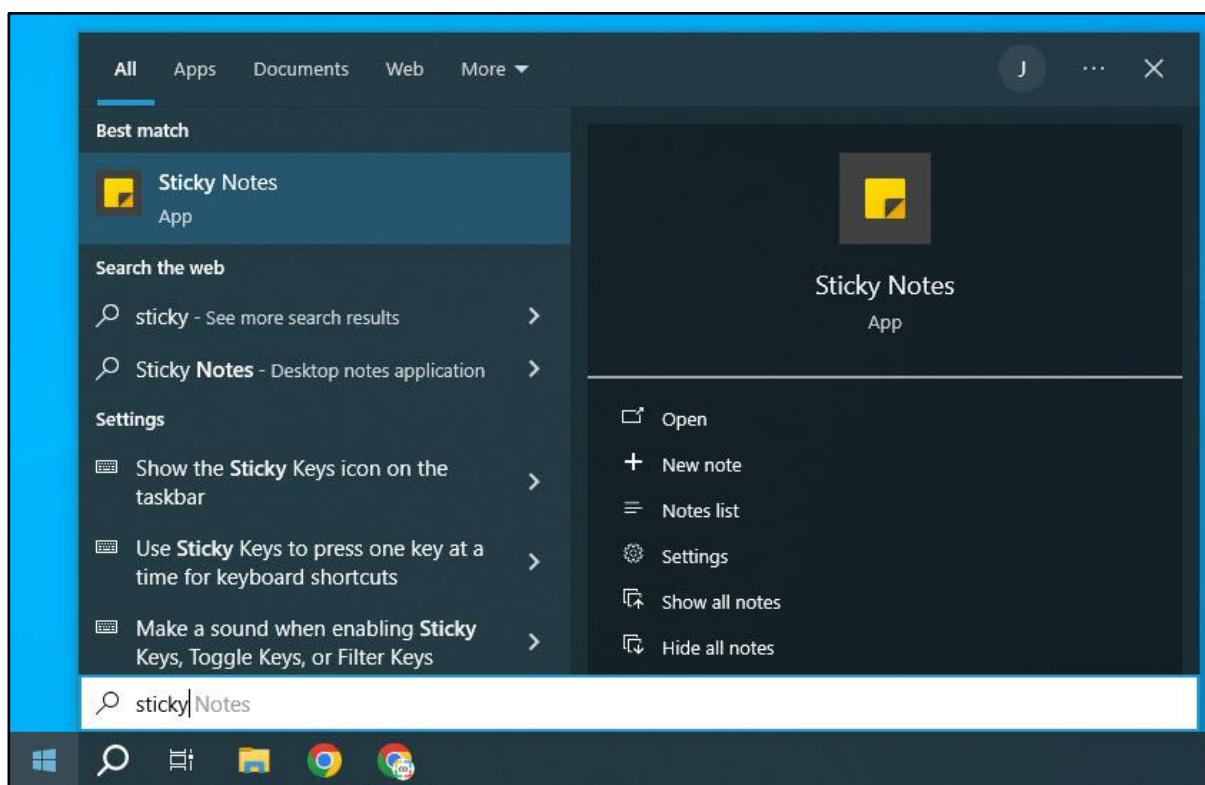 All Apps Documents Web More J ... ×
Best match
Sticky Notes
App
Search the web
sticky - See more search results
Sticky Notes - Desktop notes application
Settings
Show the Sticky Keys icon on the
taskbar
Use Sticky Keys to press one key at a
time for keyboard shortcuts
Make a sound when enabling Sticky
Keys, Toggle Keys, or Filter Keys
Sticky Notes
App
Open
New note
Notes list
Settings
Show all notes
Hide all notes
sticky Notes